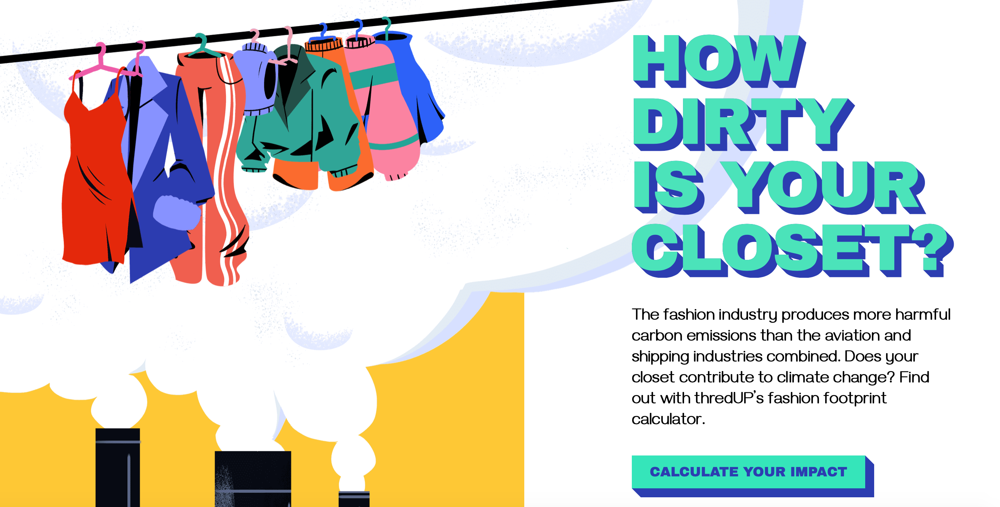 HOW
DIRTY
IS YOUR
CLOSET?
The fashion industry produces more harmful
carbon emissions than the aviation and
shipping industries combined. Does your
closet contribute to climate change? Find
out with thredUP’s fashion footprint
calculator.
CALCULATE YOUR IMPACT